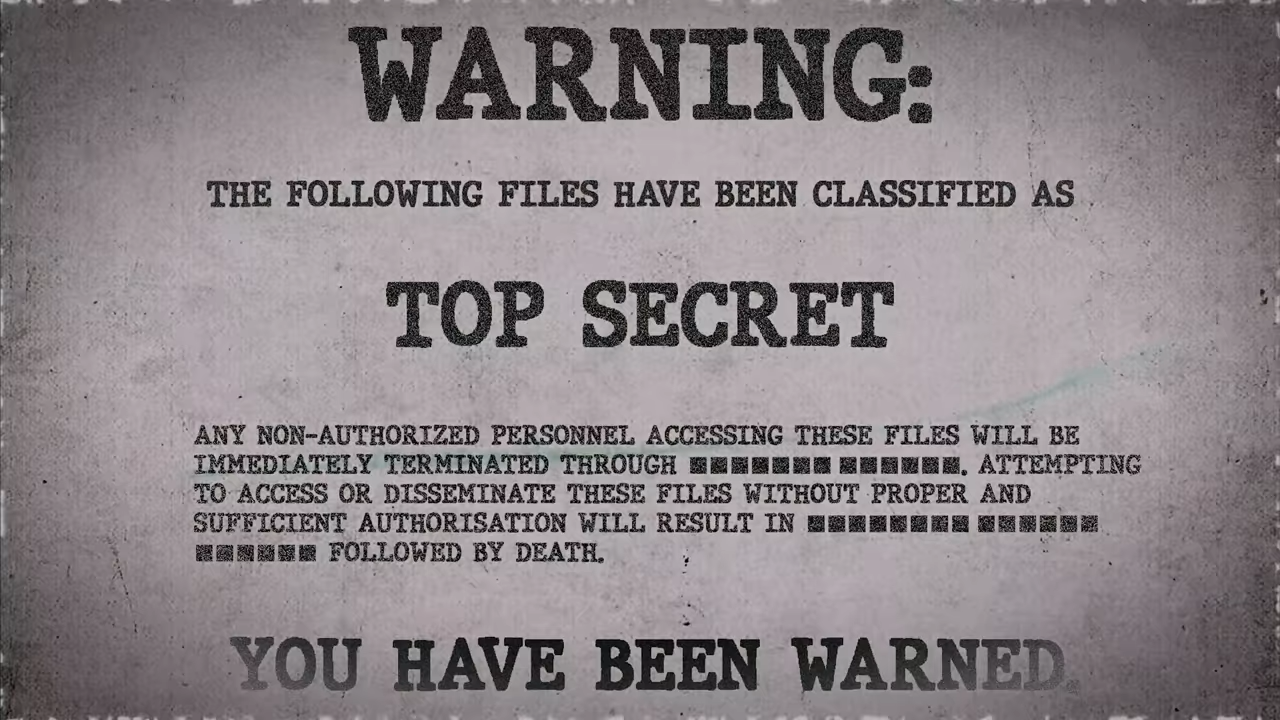 WARNING:
THE FOLLOWING FILES HAVE BEEN CLASSIFIED AS
TOP SECRET
ANY NON-AUTHORIZED PERSONNEL ACCESSING THESE FILES WILL BE
IMMEDIATELY TERMINATED THROUGH ■■■■■■■ ■■■■■■. ATTEMPTING
TO ACCESS OR DISSEMINATE THESE FILES WITHOUT PROPER AND
SUFFICIENT AUTHORISATION WILL RESULT IN ■■■■■■■■ ■■■■■■
■■■■■■ FOLLOWED BY DEATH.
YOU HAVE BEEN WARNED.